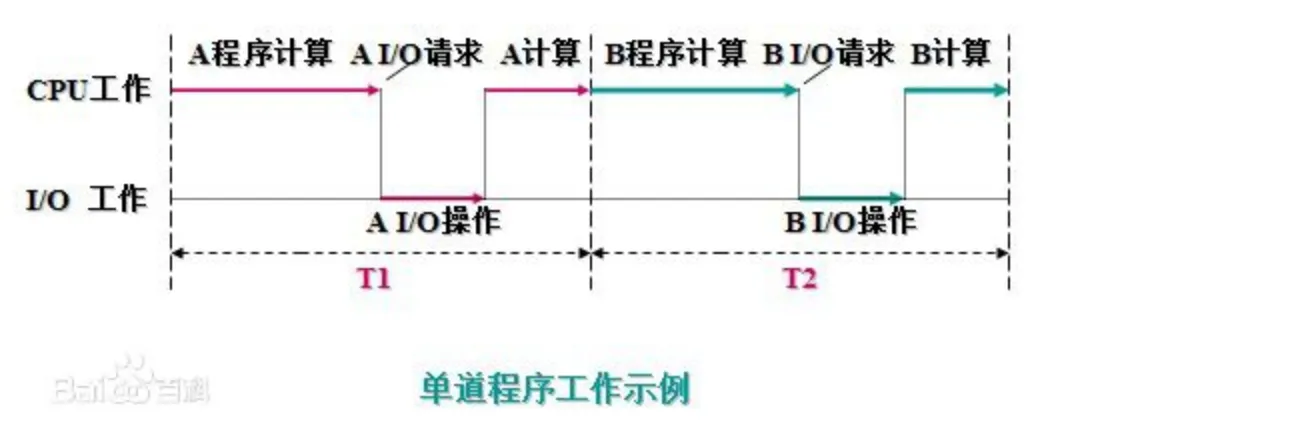 A程序计算 A I/O请求 A计算 B程序计算 B I/O请求 B计算
CPU工作
I/O 工作
A I/O操作 B I/O操作
T1 T2
单道程序工作示例
Bai百科